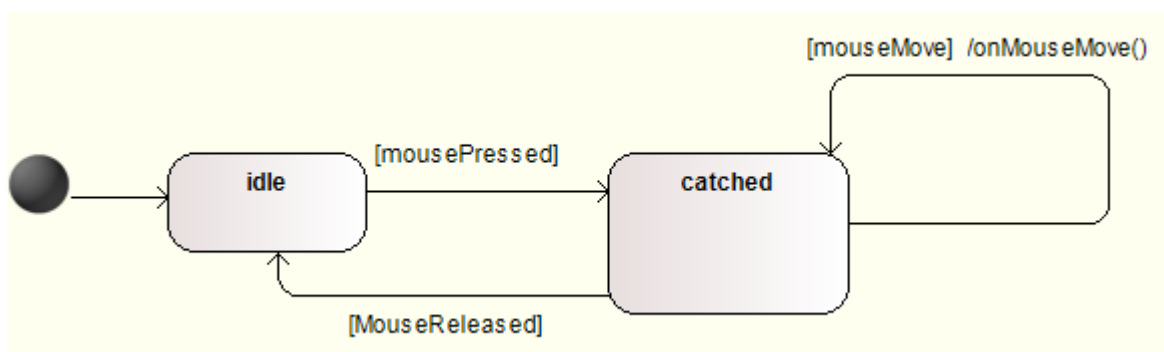 [mouseMove] /onMouseMove()
[mousePressed]
idle
catched
[MouseReleased]